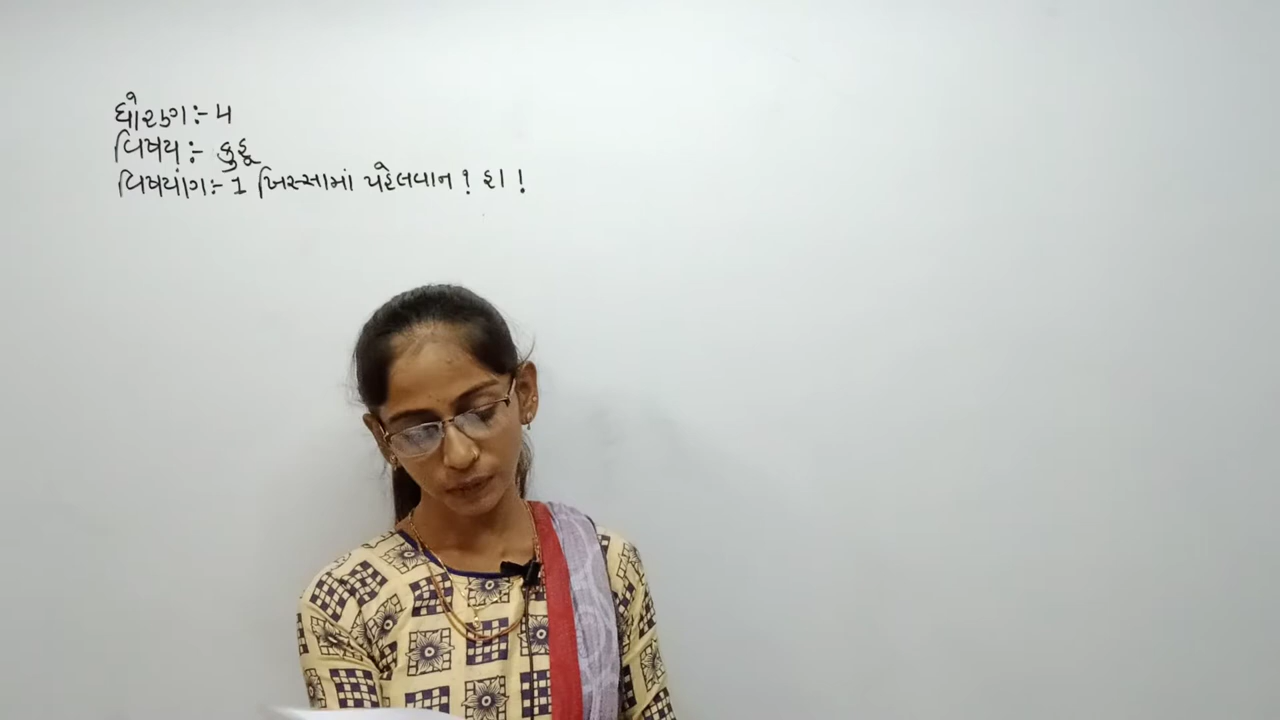 ધોરણ:- ૫
વિષય:- કુહૂ
વિષયાંગ:- 1 ખિસ્સામાં પહેલવાન ! હા !